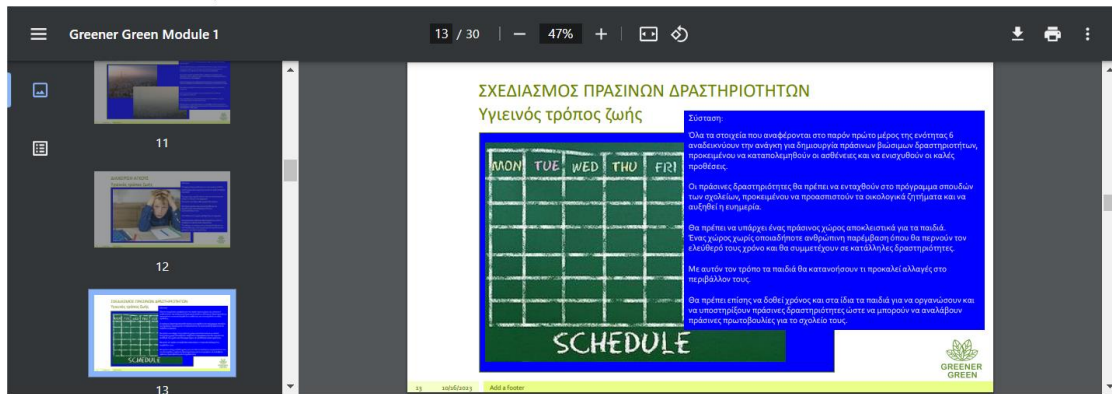 Greener Green Module 1
13 / 30
47%
11
12
13
ΣΧΕΔΙΑΣΜΟΣ ΠΡΑΣΙΝΩΝ ΔΡΑΣΤΗΡΙΟΤΗΤΩΝ
Υγιεινός τρόπος ζωής
Σύσταση:
Όλα τα στοιχεία που αναφέρονται στο παρόν πρώτο μέρος της ενότητας 6
αναδεικνύουν την ανάγκη για δημιουργία πράσινων βιώσιμων δραστηριοτήτων,
προκειμένου να καταπολεμηθούν οι ασθένειες και να ενισχυθούν οι καλές
προθέσεις.
Οι πράσινες δραστηριότητες θα πρέπει να ενταχθούν στο πρόγραμμα σπουδών
των σχολείων, προκειμένου να προασπιστούν τα οικολογικά ζητήματα και να
αυξηθεί η ευημερία.
Θα πρέπει να υπάρχει ένας πράσινος χώρος αποκλειστικά για τα παιδιά.
Ένας χώρος χωρίς οποιαδήποτε ανθρώπινη παρέμβαση όπου θα περνούν τον
ελεύθερό τους χρόνο και θα συμμετέχουν σε κατάλληλες δραστηριότητες.
Με αυτόν τον τρόπο τα παιδιά θα κατανοήσουν τι προκαλεί αλλαγές στο
περιβάλλον τους.
Θα πρέπει επίσης να δοθεί χρόνος και στα ίδια τα παιδιά για να οργανώσουν και
να υποστηρίξουν πράσινες δραστηριότητες ώστε να μπορούν να αναλάβουν
πράσινες πρωτοβουλίες για το σχολείο τους.
MON TUE WED THU FRI
SCHEDULE
GREENER
GREEN
13 10/26/2023 Add a Footer